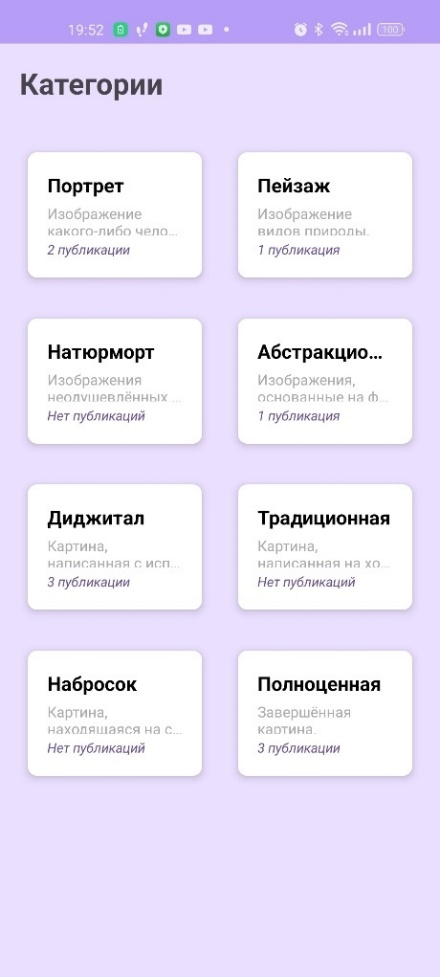 19:52
100
Категории
Портрет
Изображение
какого-либо чело...
2 публикации
Пейзаж
Изображение
видов природы.
1 публикация
Натюрморт
Изображения
неодушевлённых ...
Нет публикаций
Абстракцио...
Изображения,
основанные на ф...
1 публикация
Диджитал
Картина,
написанная с исп...
3 публикации
Традиционная
Картина,
написанная на хо...
Нет публикаций
Набросок
Картина,
находящаяся на с...
Нет публикаций
Полноценная
Завершённая
картина.
3 публикации